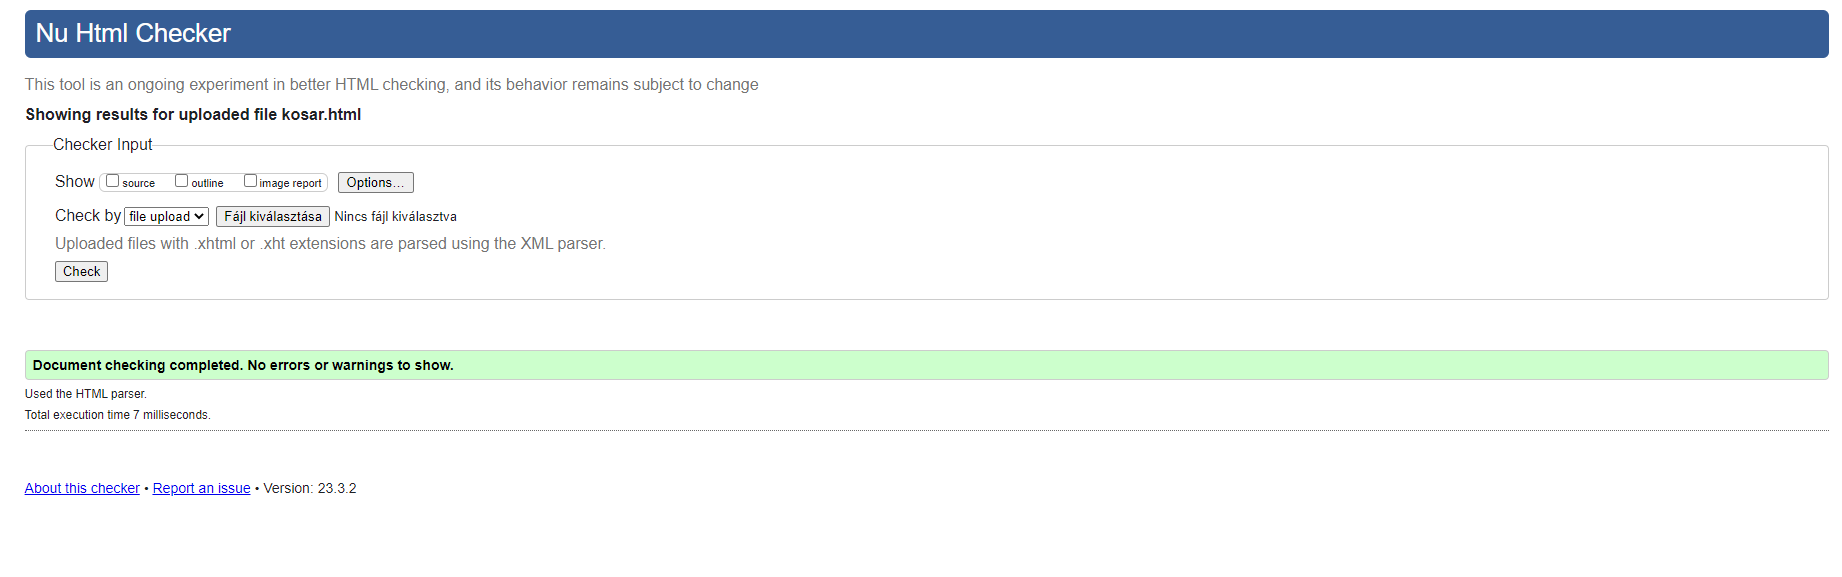 Nu Html Checker
This tool is an ongoing experiment in better HTML checking, and its behavior remains subject to change
Showing results for uploaded file kosar.html
Checker Input
Show source outline image report Options...
Check by file upload Fájl kiválasztása Nincs fájl kiválasztva
Uploaded files with .xhtml or .xht extensions are parsed using the XML parser.
Check
Document checking completed. No errors or warnings to show.
Used the HTML parser.
Total execution time 7 milliseconds.
About this checker • Report an issue • Version: 23.3.2